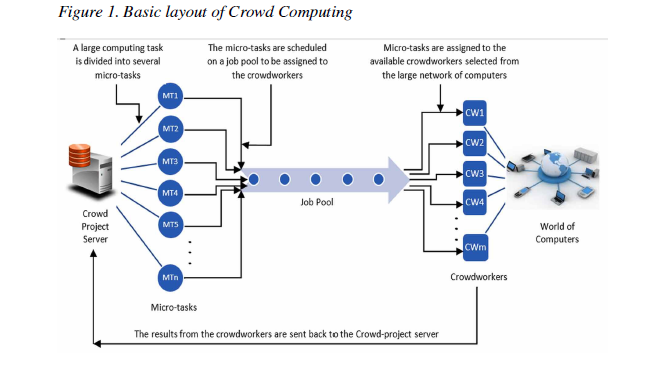 Figure 1. Basic layout of Crowd Computing
A large computing task
is divided into several
micro-tasks
The micro-tasks are scheduled
on a job pool to be assigned to
the crowdworkers
Micro-tasks are assigned to the
available crowdworkers selected from
the large network of computers
MT1
MT2
MT3
MT4
MT5
MTn
Crowd
Project
Server
Micro-tasks
Job Pool
CW1
CW2
CW3
CW4
CWm
Crowdworkers
World of
Computers
The results from the crowdworkers are sent back to the Crowd-project server